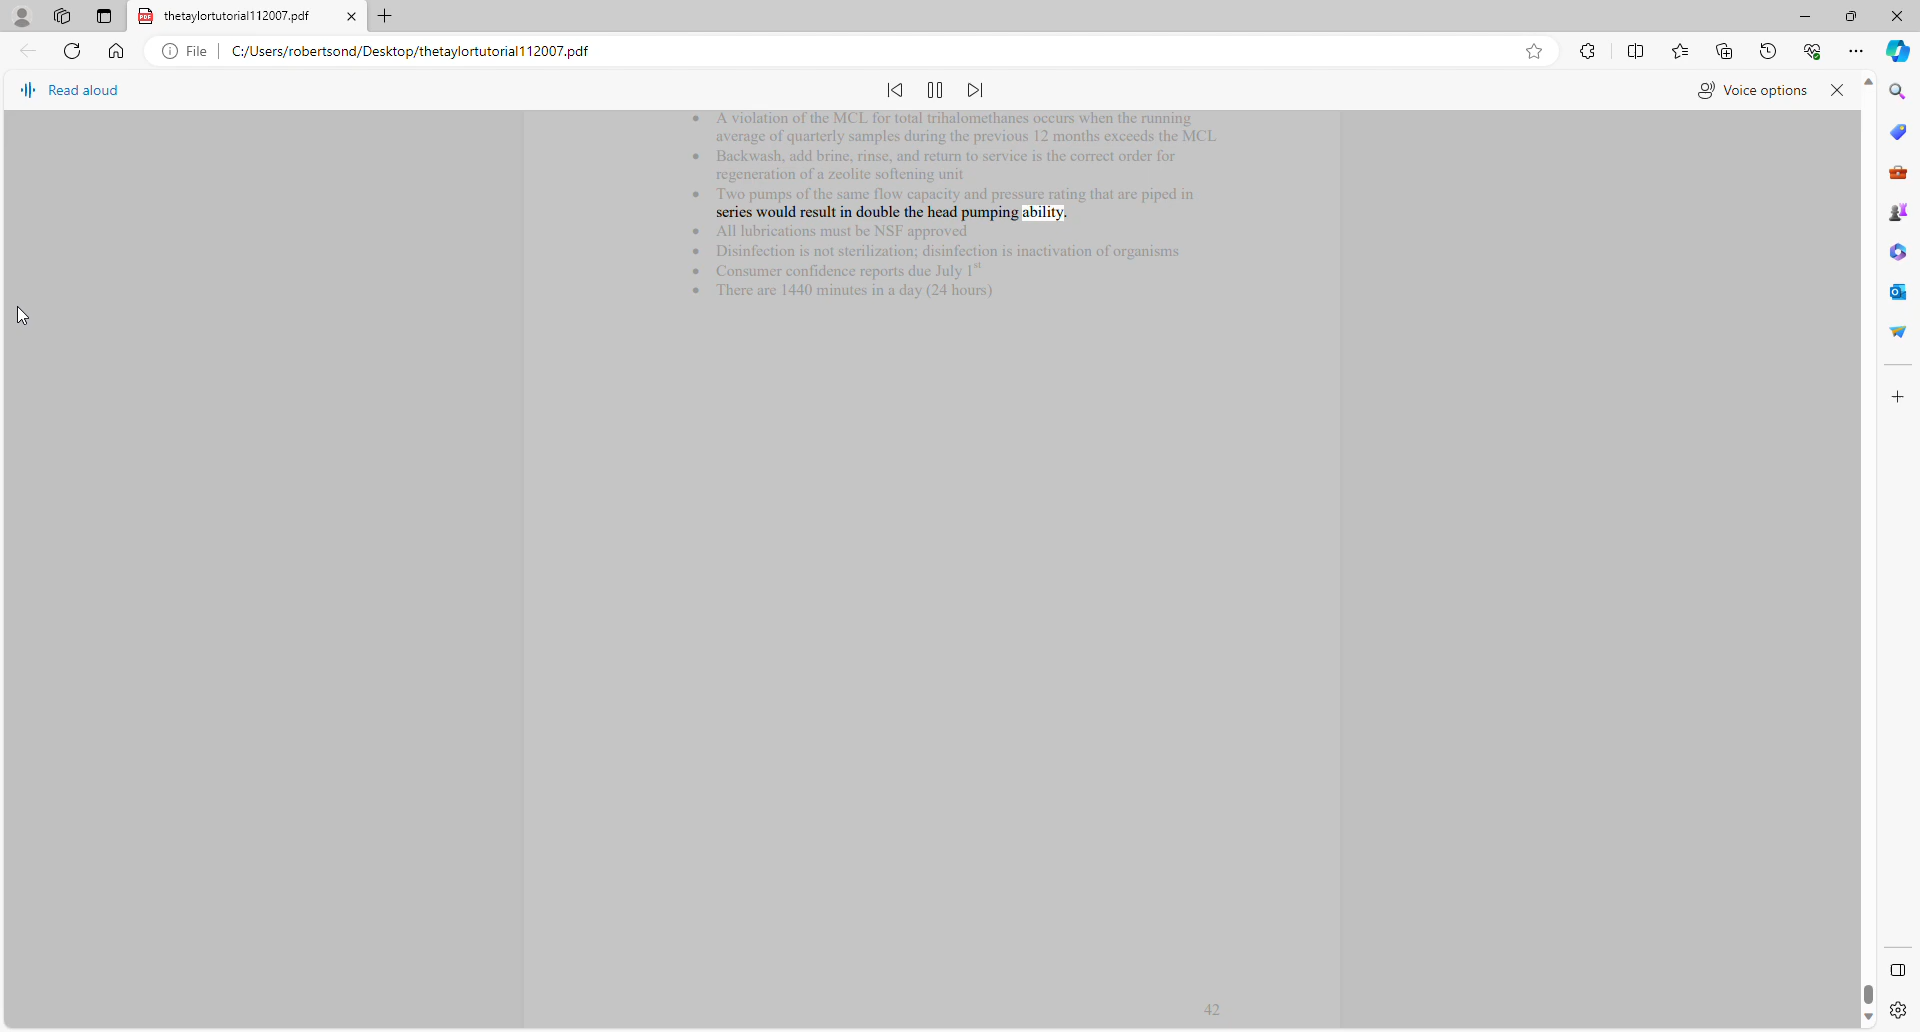 thetaylortutorial112007.pdf
File
C:/Users/robertsond/Desktop/thetaylortutorial112007.pdf
Read aloud
Voice options
• A violation of the MCL for total trihalomethanes occurs when the running
average of quarterly samples during the previous 12 months exceeds the MCL
• Backwash, add brine, rinse, and return to service is the correct order for
regeneration of a zeolite softening unit
• Two pumps of the same flow capacity and pressure rating that are piped in
series would result in double the head pumping ability.
• All lubrications must be NSF approved
• Disinfection is not sterilization; disinfection is inactivation of organisms
• Consumer confidence reports due July 1st
• There are 1440 minutes in a day (24 hours)
42